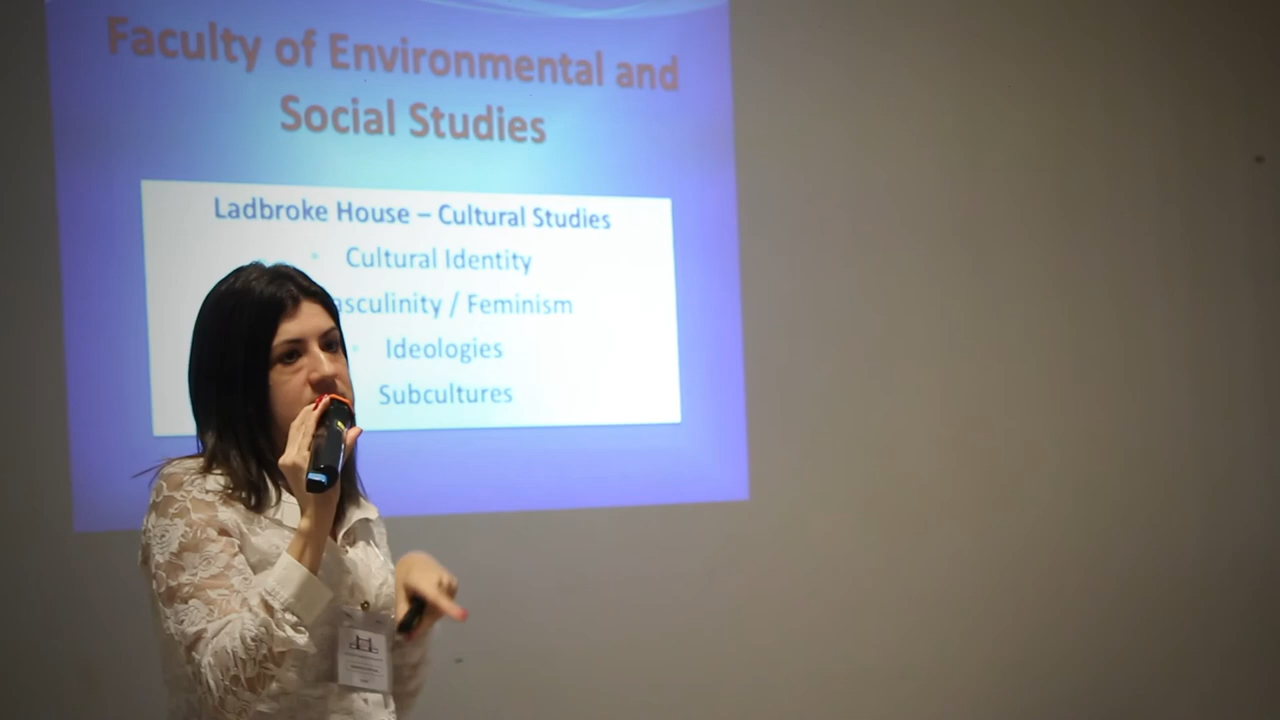 Faculty of Environmental and
Social Studies
Ladbroke House – Cultural Studies
Cultural Identity
asculinity / Feminism
Ideologies
Subcultures